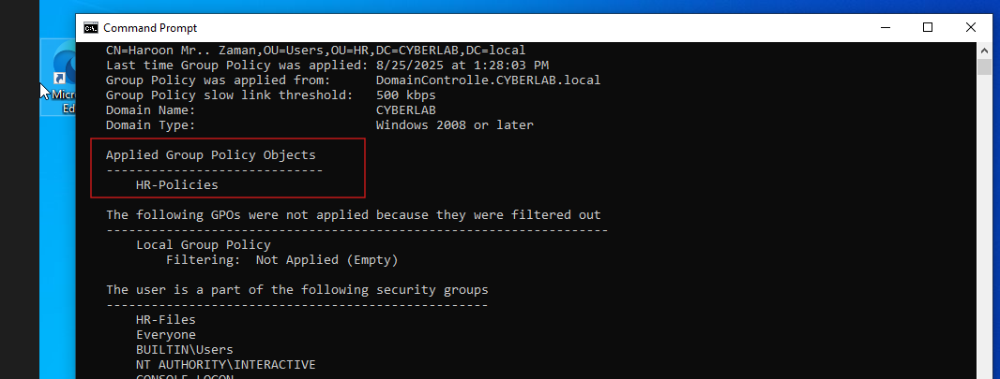 Command Prompt
CN=Haroon Mr.. Zaman,OU=Users,OU=HR,DC=CYBERLAB,DC=local
Last time Group Policy was applied: 8/25/2025 at 1:28:03 PM
Group Policy was applied from: DomainControlle.CYBERLAB.local
Group Policy slow link threshold: 500 kbps
Domain Name: CYBERLAB
Domain Type: Windows 2008 or later
Applied Group Policy Objects
-----------------------------
HR-Policies
The following GPOs were not applied because they were filtered out
-------------------------------------------------------------------
Local Group Policy
Filtering: Not Applied (Empty)
The user is a part of the following security groups
---------------------------------------------------
HR-Files
Everyone
BUILTIN\Users
NT AUTHORITY\INTERACTIVE
CONSOLE LOGON
Micro
Ed